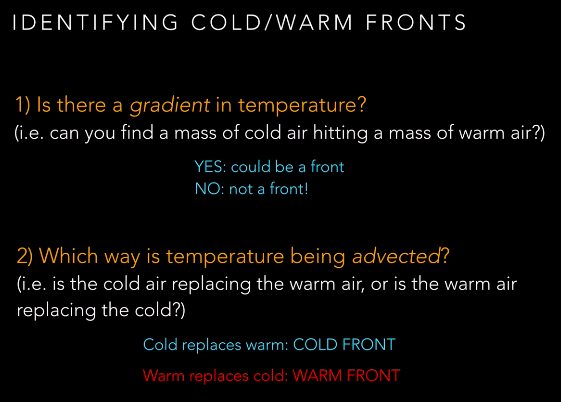 IDENTIFYING COLD/WARM FRONTS
1) Is there a gradient in temperature?
(i.e. can you find a mass of cold air hitting a mass of warm air?)
YES: could be a front
NO: not a front!
2) Which way is temperature being advected?
(i.e. is the cold air replacing the warm air, or is the warm air
replacing the cold?)
Cold replaces warm: COLD FRONT
Warm replaces cold: WARM FRONT